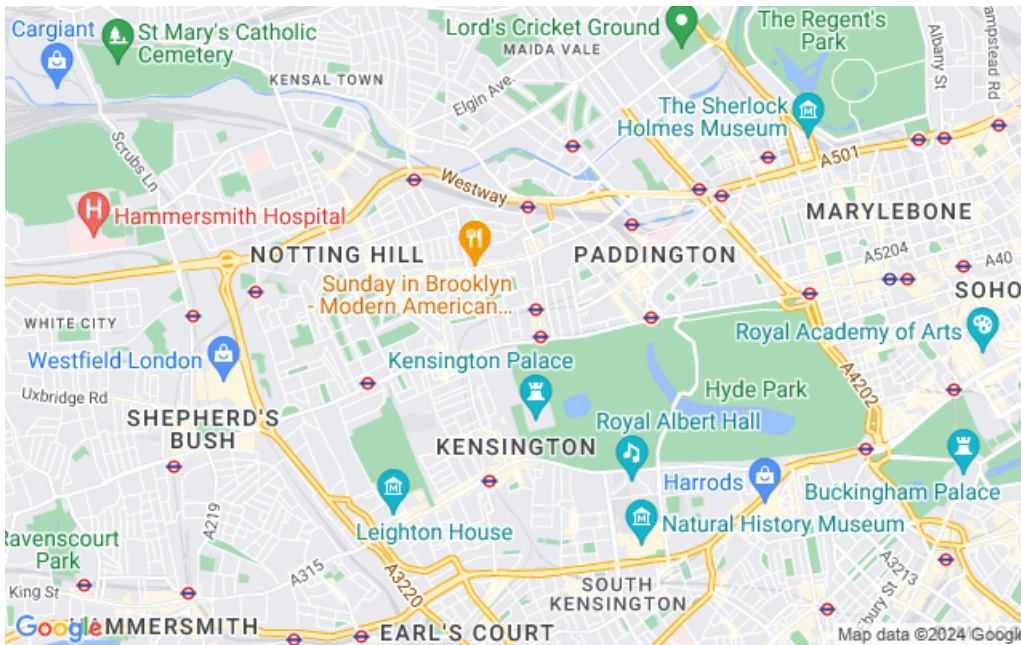 Cargiant
St Mary's Catholic
Cemetery
Lord's Cricket Ground
MAIDA VALE
The Regent's
Park
Albany St
ampstead Rd
KENSAL TOWN
Elgin Ave.
The Sherlock
Holmes Museum
A501
Scrubs Ln
Westway
H
Hammersmith Hospital
MARYLEBONE
NOTTING HILL
PADDINGTON
A5204
A40
Sunday in Brooklyn
- Modern American...
SOHO
WHITE CITY
Royal Academy of Arts
Westfield London
Kensington Palace
Uxbridge Rd
Hyde Park
A4202
SHEPHERD'S
BUSH
Royal Albert Hall
KENSINGTON
Harrods
Buckingham Palace
A219
Leighton House
Natural History Museum
Ravenscourt
Park
A315
A3220
SOUTH
KENSINGTON
A3213
King St
bury St
Google
HAMMERSMITH
EARL'S COURT
Map data ©2024 Google